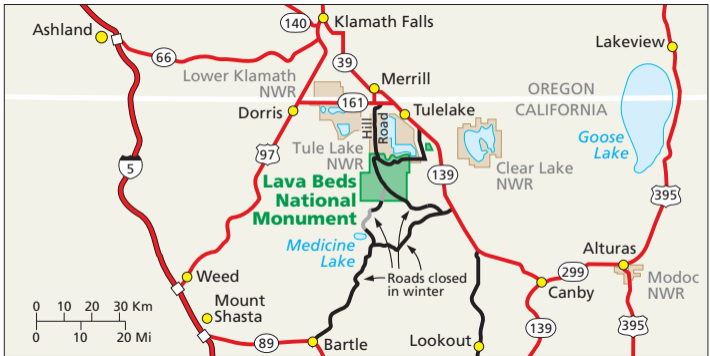 Ashland
140
Klamath Falls
66
39
Lakeview
Lower Klamath
NWR
Merrill
OREGON
CALIFORNIA
161
Dorris
Tulelake
Hill
Road
Goose
Lake
5
97
Tule Lake
NWR
Clear Lake
NWR
139
Lava Beds
National
Monument
395
Medicine
Lake
Roads closed
in winter
Alturas
299
Modoc
NWR
Canby
Weed
Mount
Shasta
0 10 20 30 Km
0 10 20 Mi
89
Bartle
Lookout
139
395